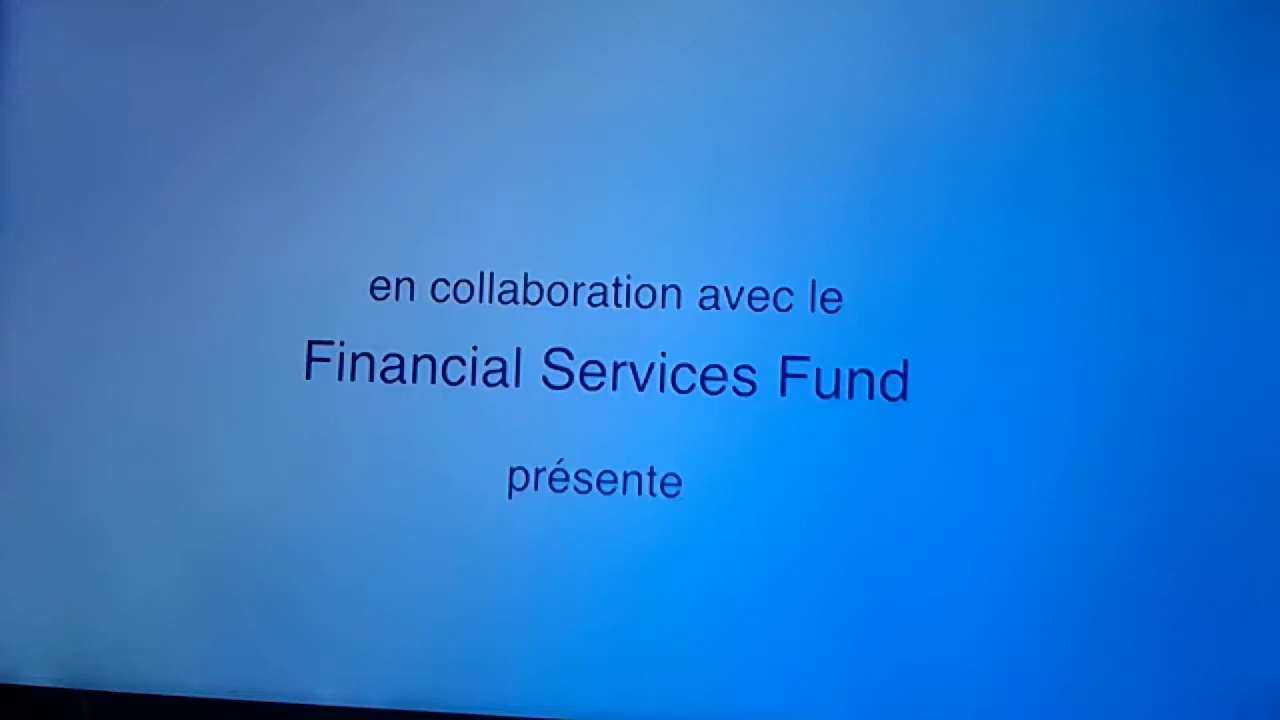 en collaboration avec le
Financial Services Fund
présente